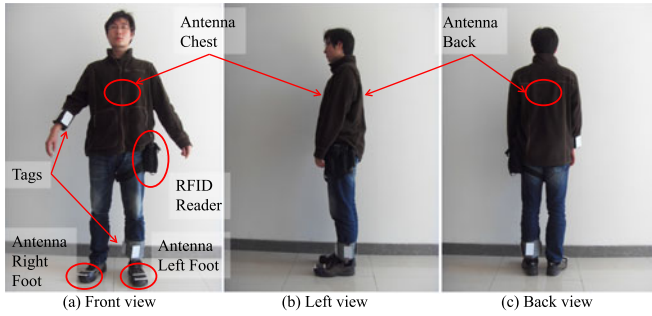 Antenna
Chest
Antenna
Back
Tags
RFID
Reader
Antenna
Right
Foot
Antenna
Left Foot
(a) Front view
(b) Left view
(c) Back view